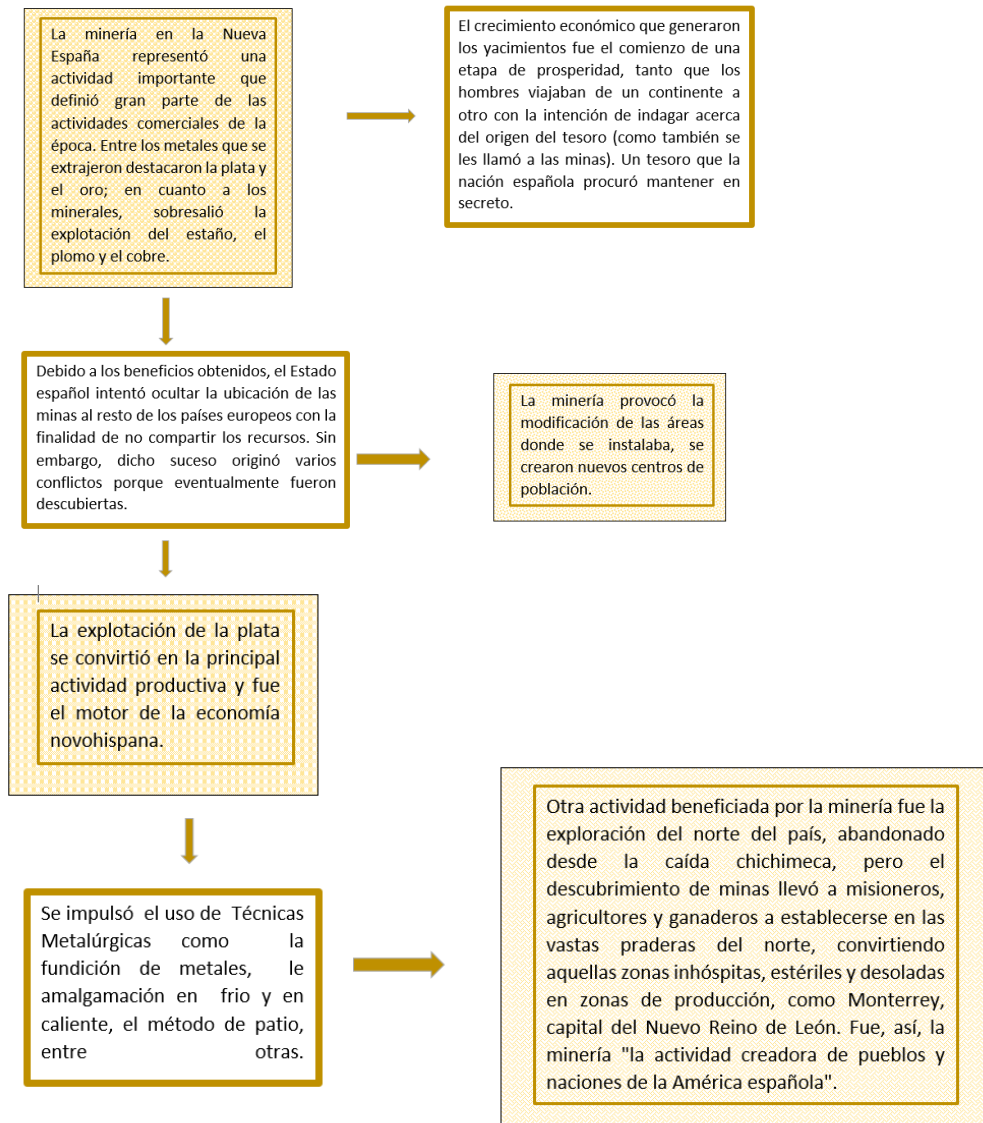 La minería en la Nueva
España representó una
actividad importante que
definió gran parte de las
actividades comerciales de la
época. Entre los metales que se
extrajeron destacaron la plata y
el oro; en cuanto a los
minerales, sobresalió la
explotación del estaño, el
plomo y el cobre.
El crecimiento económico que generaron
los yacimientos fue el comienzo de una
etapa de prosperidad, tanto que los
hombres viajaban de un continente a
otro con la intención de indagar acerca
del origen del tesoro (como también se
les llamó a las minas). Un tesoro que la
nación española procuró mantener en
secreto.
Debido a los beneficios obtenidos, el Estado
español intentó ocultar la ubicación de las
minas al resto de los países europeos con la
finalidad de no compartir los recursos. Sin
embargo, dicho suceso originó varios
conflictos porque eventualmente fueron
descubiertas.
La minería provocó la
modificación de las áreas
donde se instalaba, se
crearon nuevos centros de
población.
La explotación de la plata
se convirtió en la principal
actividad productiva y fue
el motor de la economía
novohispana.
Se impulsó el uso de Técnicas
Metalúrgicas como la
fundición de metales, le
amalgamación en frio y en
caliente, el método de patio,
entre otras.
Otra actividad beneficiada por la minería fue la
exploración del norte del país, abandonado
desde la caída chichimeca, pero el
descubrimiento de minas llevó a misioneros,
agricultores y ganaderos a establecerse en las
vastas praderas del norte, convirtiendo
aquellas zonas inhóspitas, estériles y desoladas
en zonas de producción, como Monterrey,
capital del Nuevo Reino de León. Fue, así, la
minería "la actividad creadora de pueblos y
naciones de la América española".